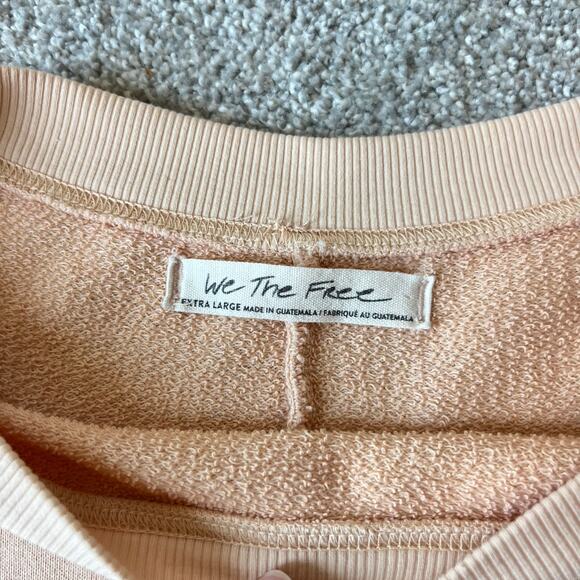 We The Free
EXTRA LARGE MADE IN GUATEMALA / FABRIQUÉ AU GUATEMALA